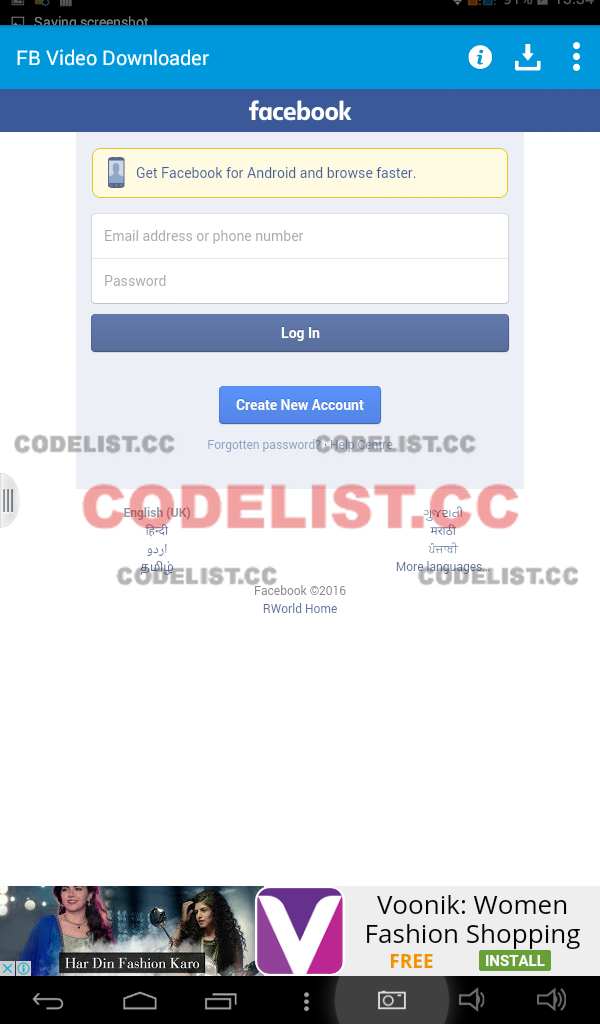 91% 13:34
Saving screenshot...
FB Video Downloader
facebook
Get Facebook for Android and browse faster.
Email address or phone number
Password
Log In
Create New Account
CODELIST.CC CODELIST.CC
Forgotten password? · Help Centre
CODELIST.CC
English (UK) ગુજરાતી
हिन्दी मराठी
اردو ਪੰਜਾਬੀ
தமிழ் More languages…
CODELIST.CC CODELIST.CC
Facebook ©2016
RWorld Home
Har Din Fashion Karo
Voonik: Women
Fashion Shopping
FREE INSTALL